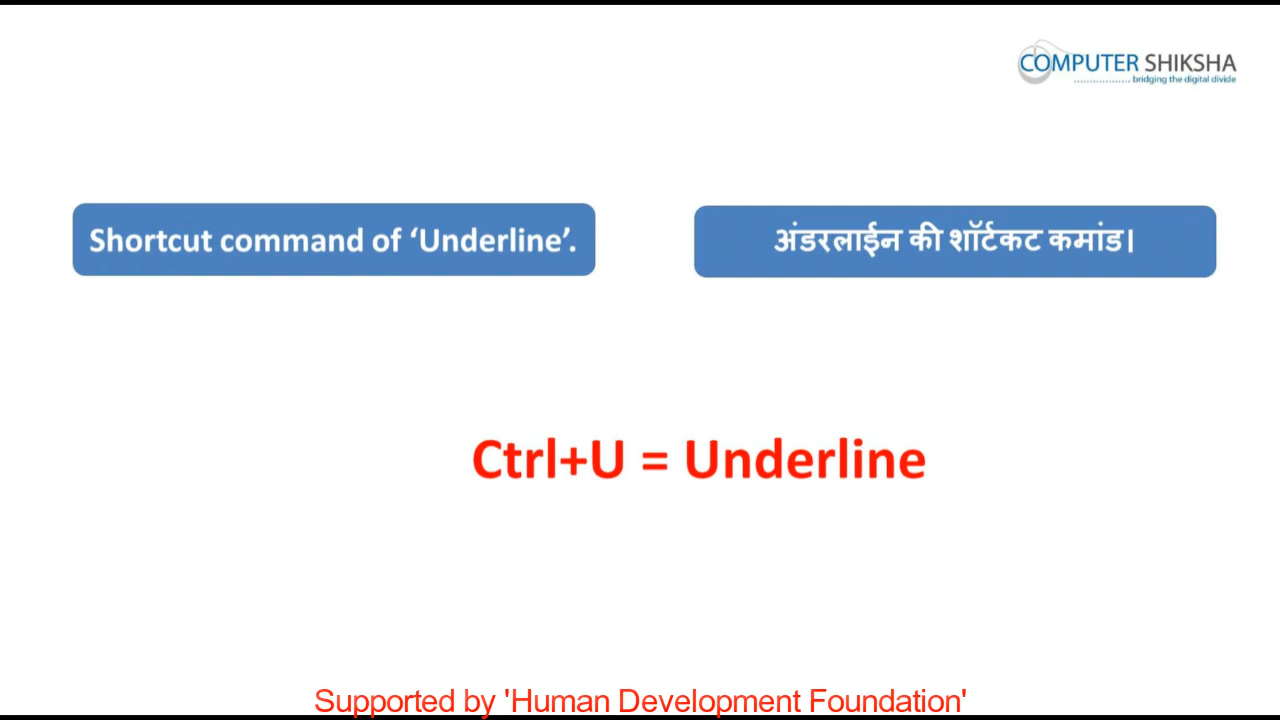 COMPUTER SHIKSHA
bridging the digital divide
Shortcut command of ‘Underline’.
अंडरलाईन की शॉर्टकट कमांड।
Ctrl+U = Underline
Supported by 'Human Development Foundation'